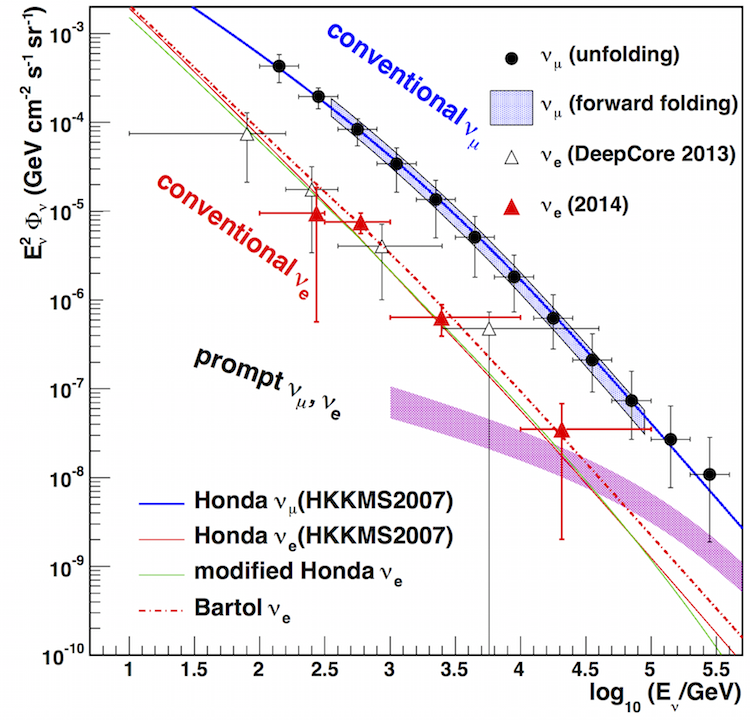 10⁻³
10⁻⁴
10⁻⁵
10⁻⁶
10⁻⁷
10⁻⁸
10⁻⁹
10⁻¹⁰
E²ν Φν (GeV cm⁻² s⁻¹ sr⁻¹)
conventional νμ
νμ (unfolding)
νμ (forward folding)
νe (DeepCore 2013)
νe (2014)
conventional νe
prompt νμ, νe
Honda νμ(HKKMS2007)
Honda νe(HKKMS2007)
modified Honda νe
Bartol νe
1 1.5 2 2.5 3 3.5 4 4.5 5 5.5
log₁₀ (Eν/GeV)